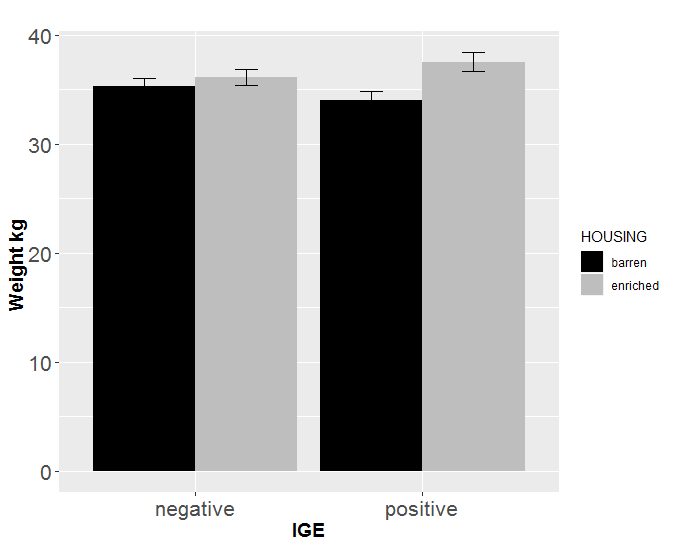 40
30
20
10
0
Weight kg
negative
positive
IGE
HOUSING
barren
enriched